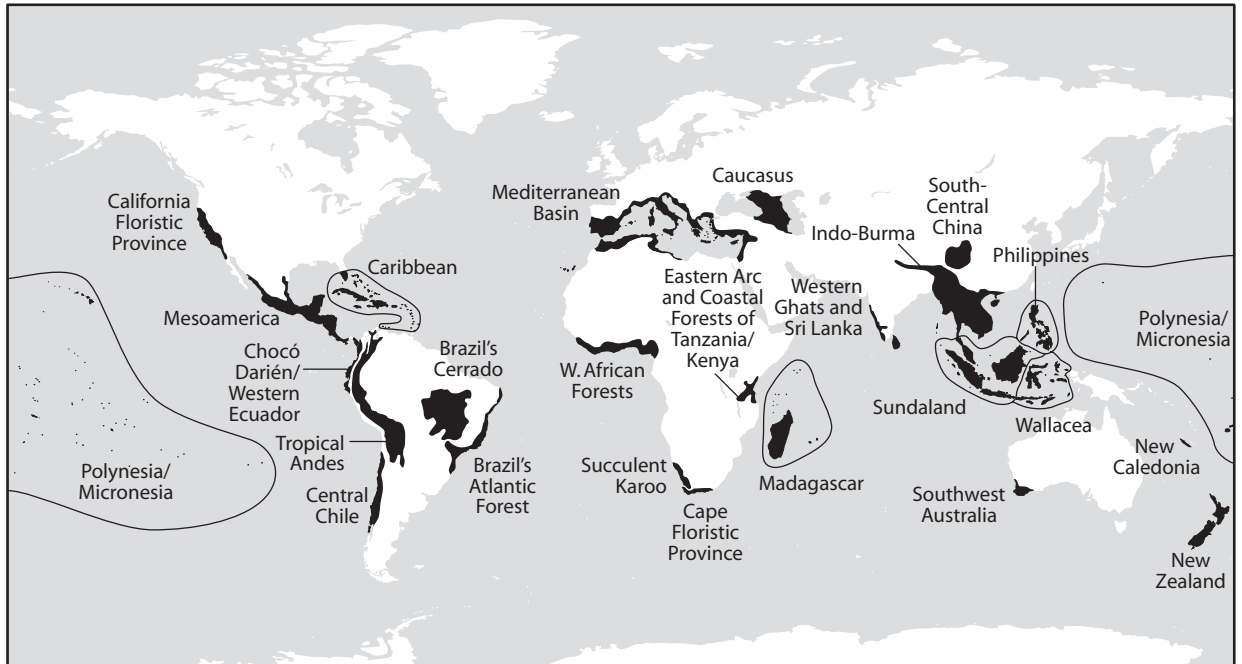 Caucasus
Mediterranean
Basin
South-
Central
China
California
Floristic
Province
Indo-Burma
Philippines
Caribbean
Eastern Arc
and Coastal
Forests of
Tanzania/
Kenya
Western
Ghats and
Sri Lanka
Mesoamerica
Polynesia/
Micronesia
Chocó
Darién/
Western
Ecuador
Brazil's
Cerrado
W. African
Forests
Sundaland
Wallacea
Tropical
Andes
Polynesia/
Micronesia
Brazil's
Atlantic
Forest
Succulent
Karoo
Madagascar
New
Caledonia
Central
Chile
Southwest
Australia
Cape
Floristic
Province
New
Zealand